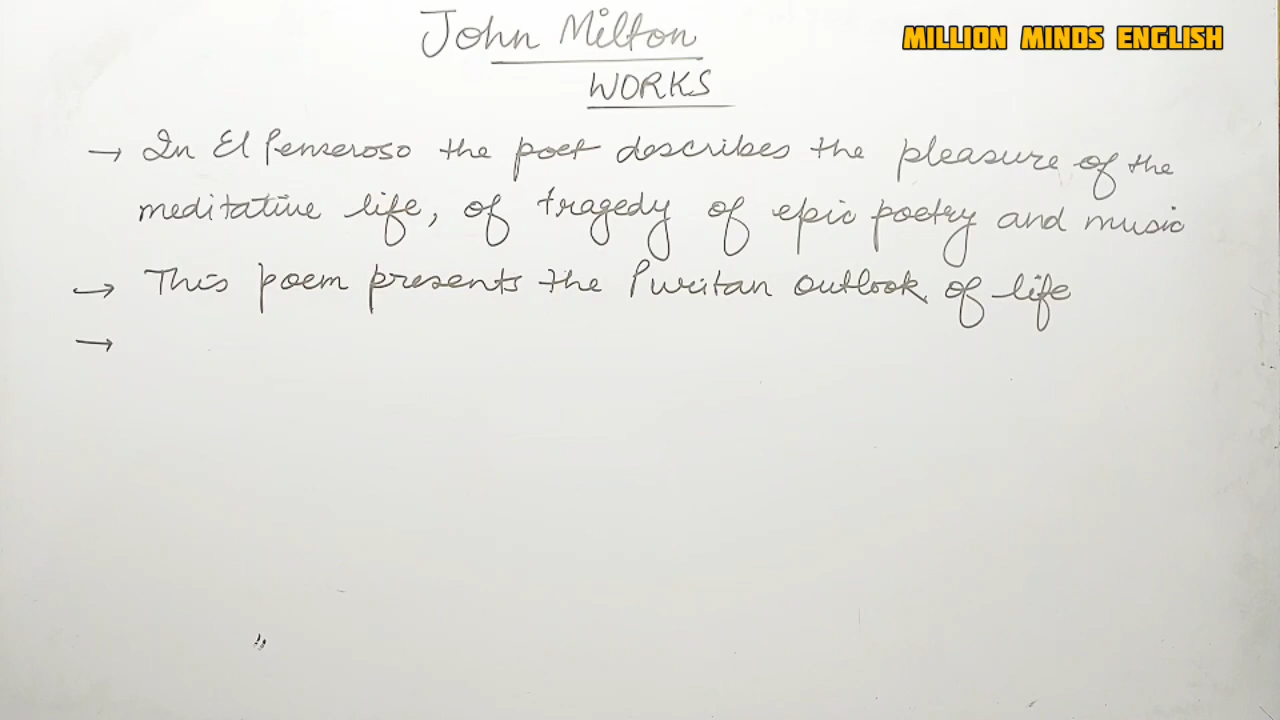 John Milton
MILLION MINDS ENGLISH
WORKS
→ In El Penseroso the poet describes the pleasure of the
meditative life, of tragedy of epic poetry and music
→ This poem presents the Puritan outlook of life
→